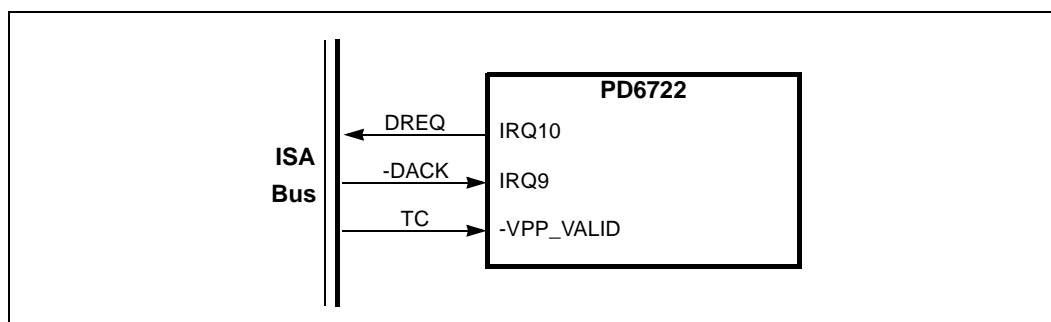 PD6722
ISA
Bus
DREQ
IRQ10
-DACK
IRQ9
TC
-VPP_VALID